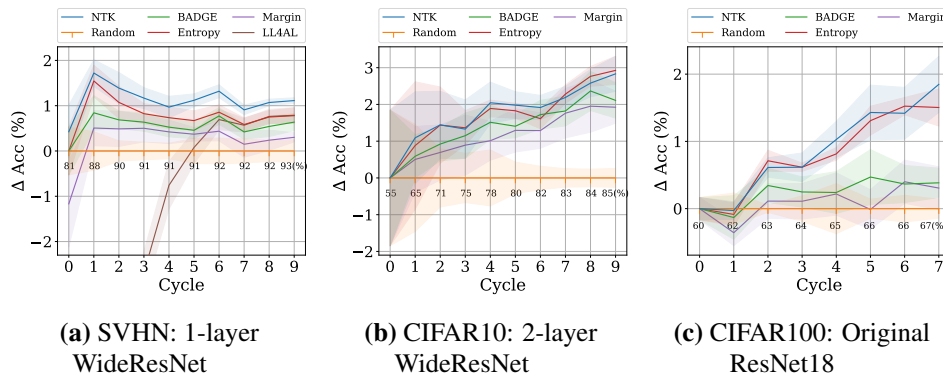 NTK BADGE Margin
Random Entropy LL4AL
Δ Acc (%)
2
1
0
−1
−2
81 88 90 91 91 91 92 92 92 93(%)
0 1 2 3 4 5 6 7 8 9
Cycle
(a) SVHN: 1-layer
WideResNet
NTK BADGE Margin
Random Entropy
Δ Acc (%)
3
2
1
0
−1
−2
55 65 71 75 78 80 82 83 84 85(%)
0 1 2 3 4 5 6 7 8 9
Cycle
(b) CIFAR10: 2-layer
WideResNet
NTK BADGE Margin
Random Entropy
Δ Acc (%)
2
1
0
60 62 63 64 65 66 66 67(%
0 1 2 3 4 5 6 7
Cycle
(c) CIFAR100: Original
ResNet18